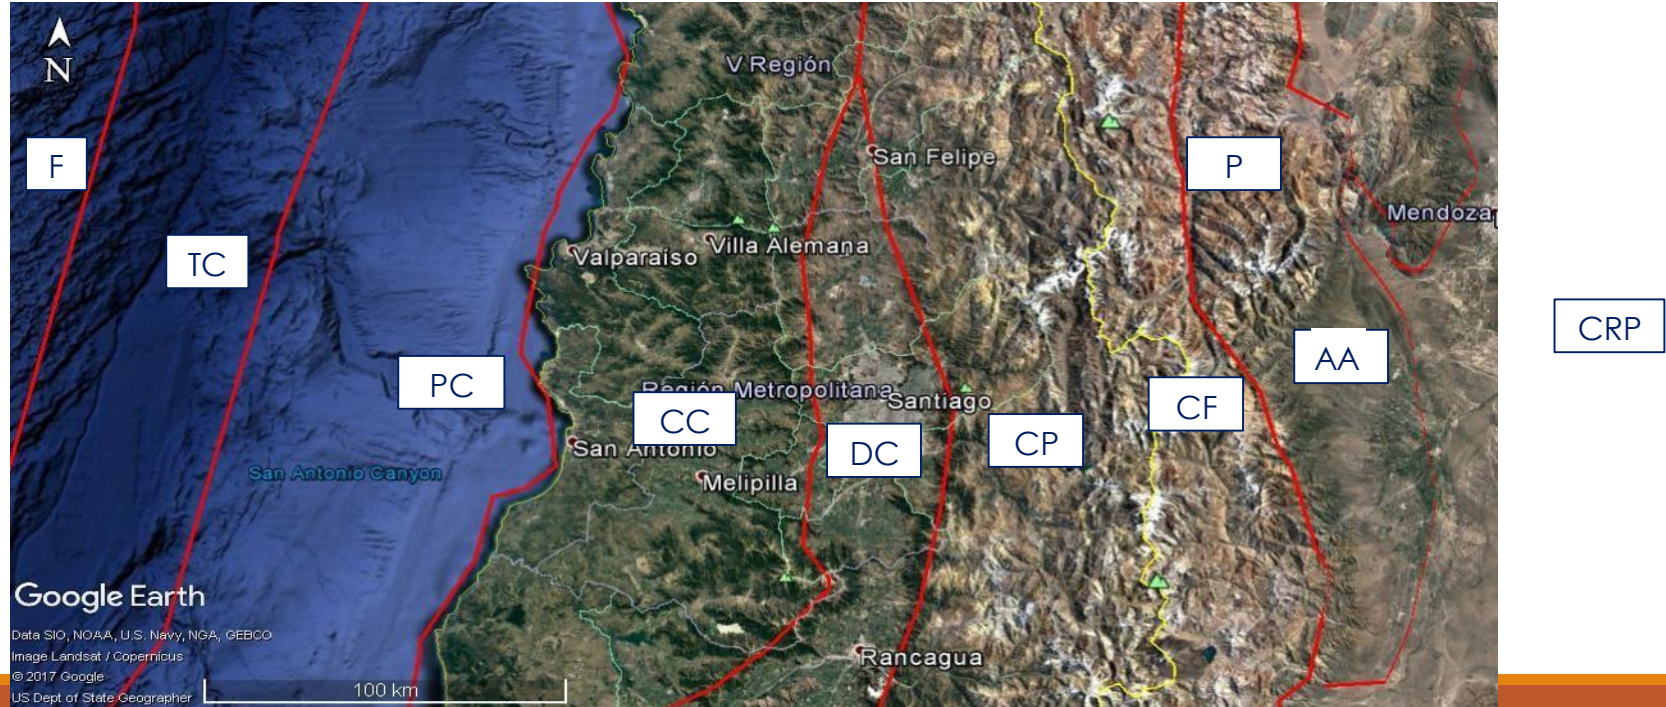 N
V Región
F
San Felipe
P
Mendoza
TC
Valparaíso
Villa Alemana
CRP
AA
PC
Región Metropolitana
Santiago
CC
CF
San Antonio
DC
CP
San Antonio Canyon
Melipilla
Google Earth
Rancagua
Data SIO, NOAA, U.S. Navy, NGA, GEBCO
Image Landsat / Copernicus
© 2017 Google
US Dept of State Geographer
100 km